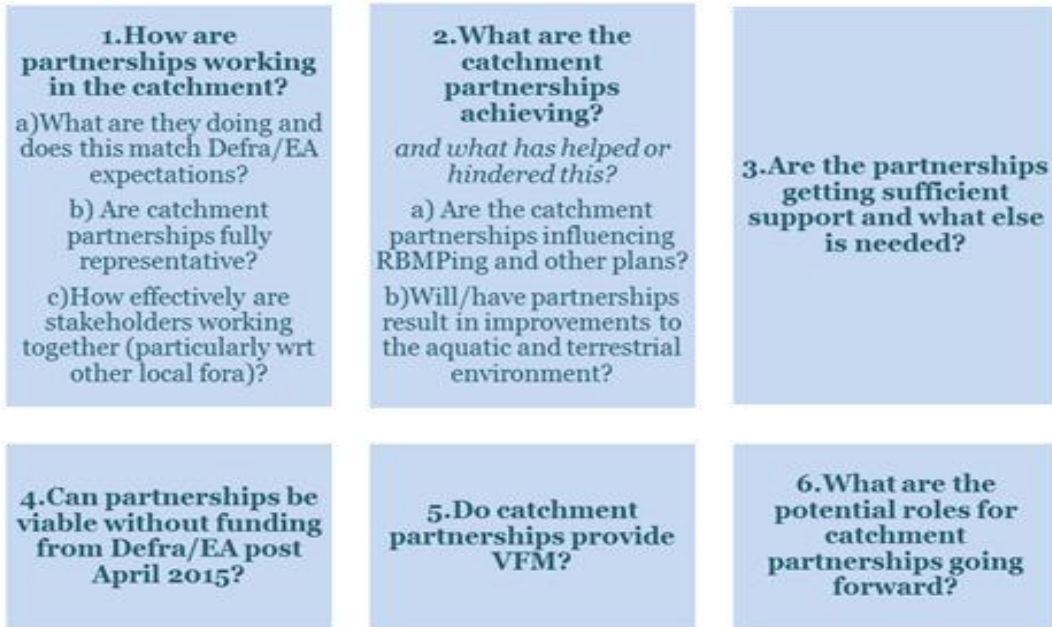 1.How are
partnerships working
in the catchment?
a)What are they doing and
does this match Defra/EA
expectations?
b) Are catchment
partnerships fully
representative?
c)How effectively are
stakeholders working
together (particularly wrt
other local fora)?
2.What are the
catchment
partnerships
achieving?
and what has helped or
hindered this?
a) Are the catchment
partnerships influencing
RBMPing and other plans?
b)Will/have partnerships
result in improvements to
the aquatic and terrestrial
environment?
3.Are the partnerships
getting sufficient
support and what else
is needed?
4.Can partnerships be
viable without funding
from Defra/EA post
April 2015?
5.Do catchment
partnerships provide
VFM?
6.What are the
potential roles for
catchment
partnerships going
forward?